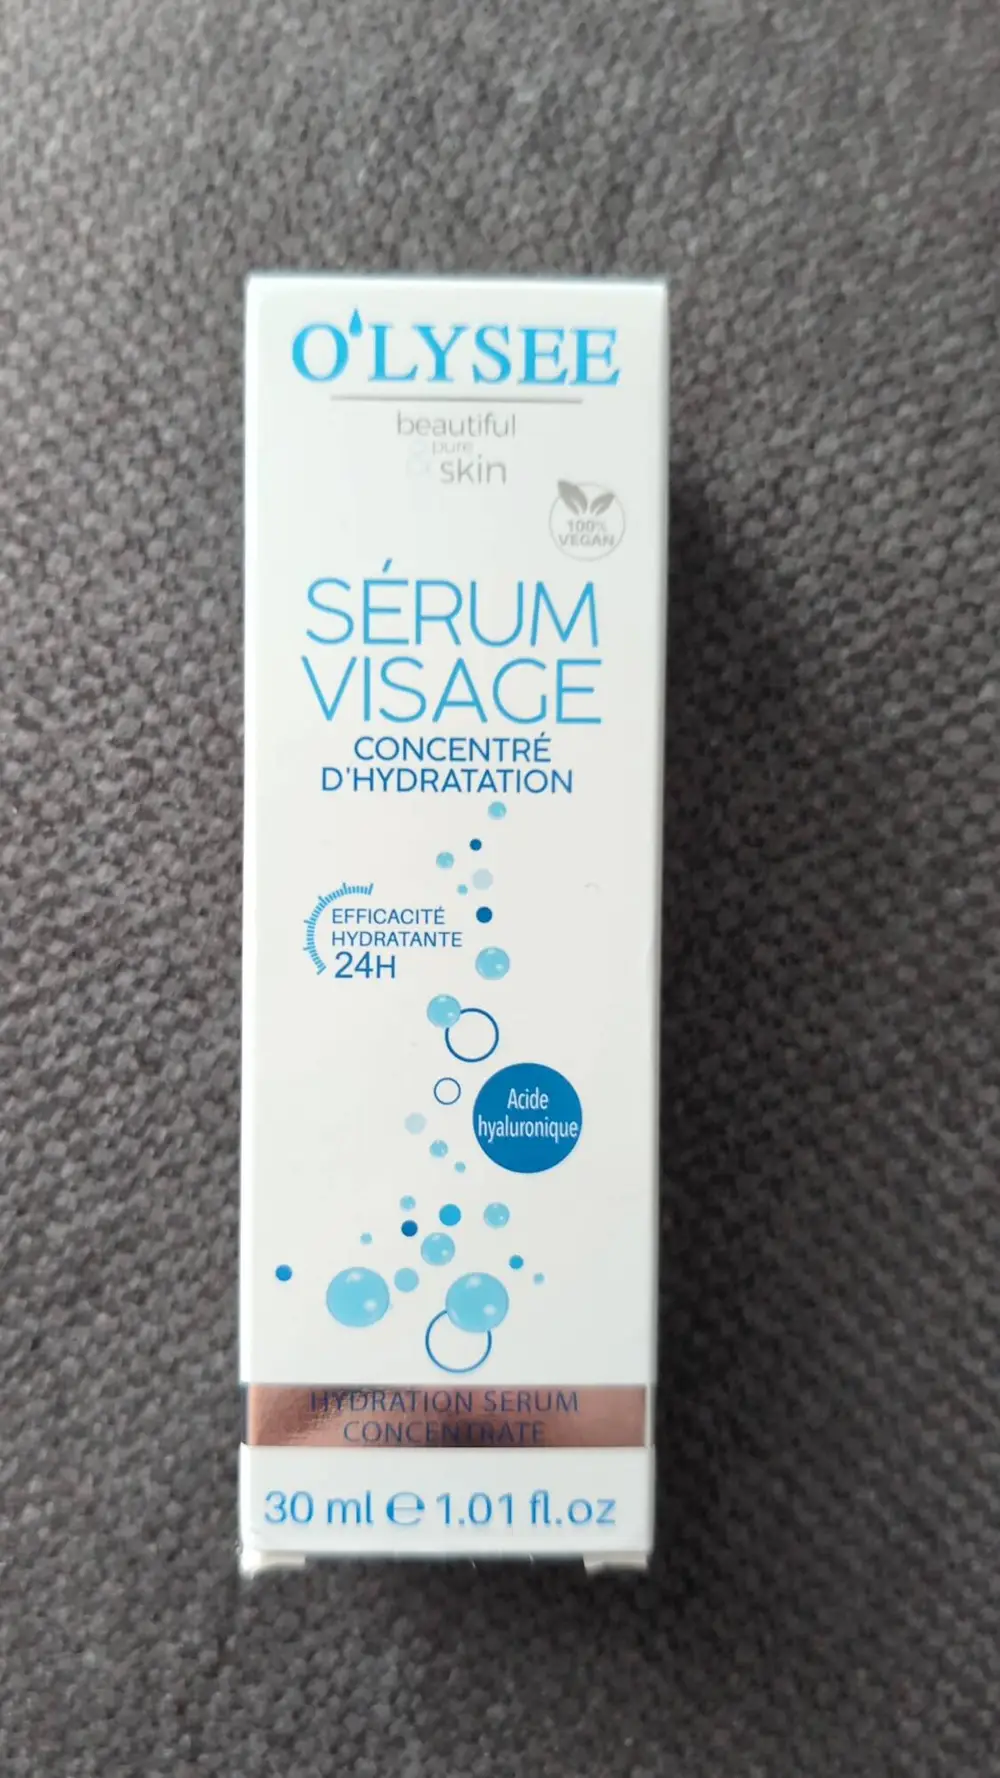 O'LYSEE
beautiful
& pure
skin
100%
VEGAN
SÉRUM
VISAGE
CONCENTRÉ
D'HYDRATATION
EFFICACITÉ
HYDRATANTE
24H
Acide
hyaluronique
HYDRATION SERUM
CONCENTRATE
30 ml ℮ 1.01 fl.oz